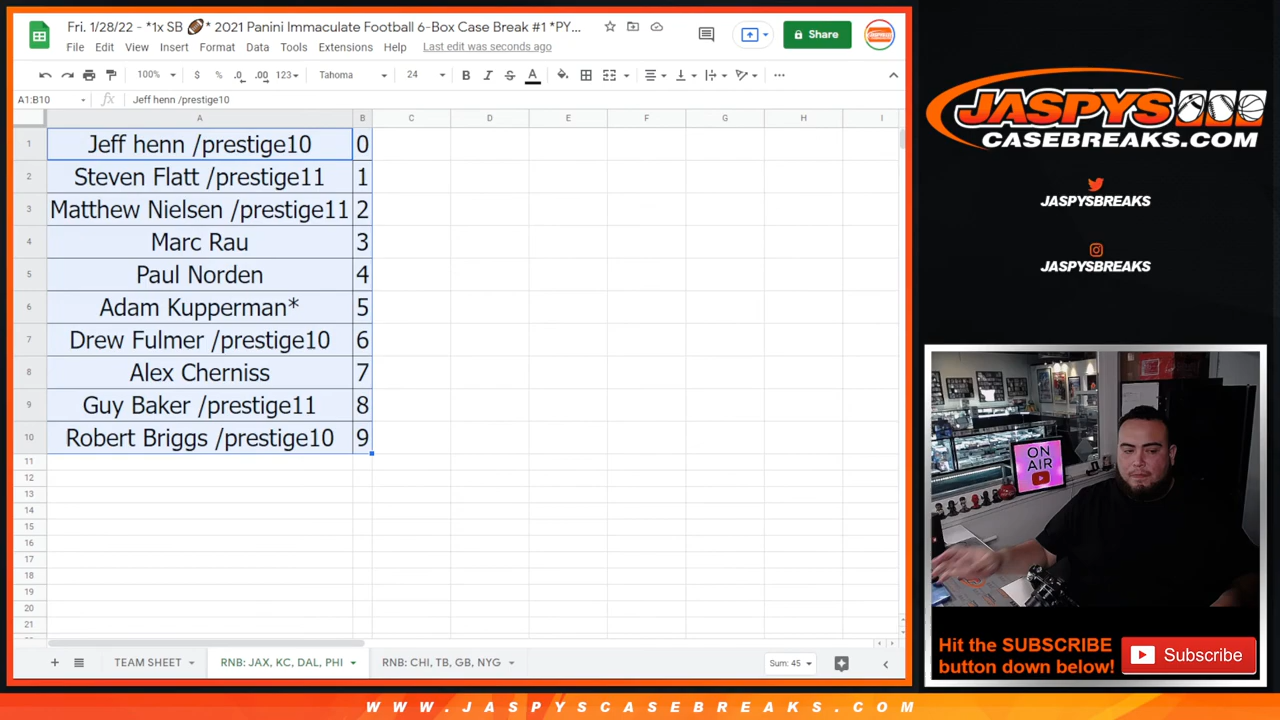 Fri. 1/28/22 - *1x SB 🏈* 2021 Panini Immaculate Football 6-Box Case Break #1 *PY...
File Edit View Insert Format Data Tools Extensions Help Last edit was seconds ago
Share
100% $ % .0 .00 123 Tahoma 24 B I S A
A1:B10 fx Jeff henn /prestige10
A B C D E F G H I
1 Jeff henn /prestige10 0
2 Steven Flatt /prestige11 1
3 Matthew Nielsen /prestige11 2
4 Marc Rau 3
5 Paul Norden 4
6 Adam Kupperman* 5
7 Drew Fulmer /prestige10 6
8 Alex Cherniss 7
9 Guy Baker /prestige11 8
10 Robert Briggs /prestige10 9
11
12
13
14
15
16
17
18
19
20
21
TEAM SHEET RNB: JAX, KC, DAL, PHI RNB: CHI, TB, GB, NYG Sum: 45
JASPYS
CASEBREAKS.COM
JASPYSBREAKS
JASPYSBREAKS
ON
AIR
Hit the SUBSCRIBE
button down below!
Subscribe
WWW.JASPYSCASEBREAKS.COM